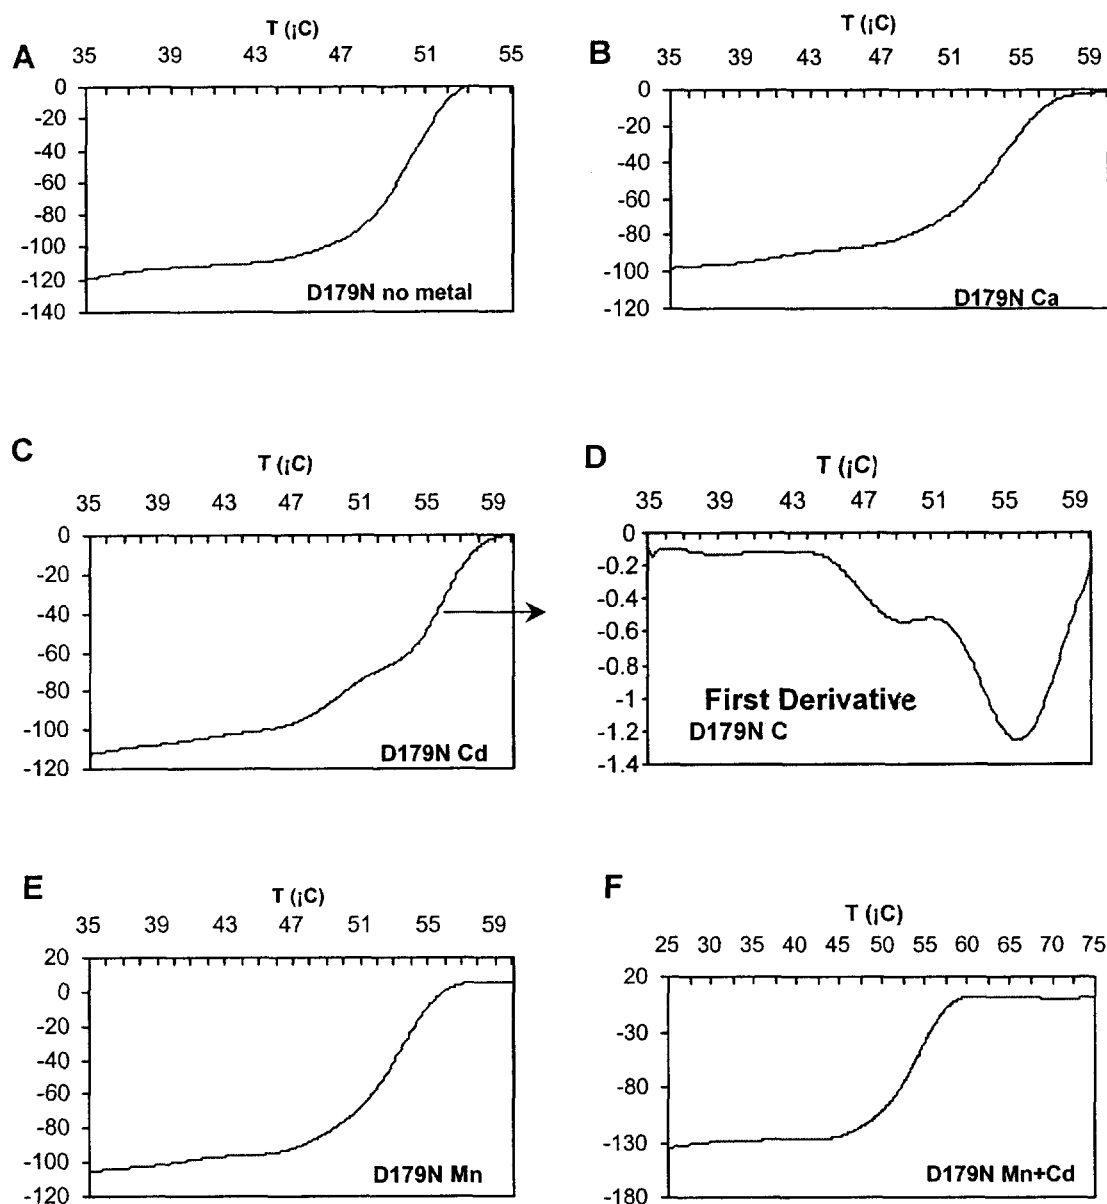 A
T (¡C)
35 39 43 47 51 55
0
-20
-40
-60
-80
-100
-120
-140
D179N no metal
B
T (¡C)
35 39 43 47 51 55 59
0
-20
-40
-60
-80
-100
-120
D179N Ca
C
T (¡C)
35 39 43 47 51 55 59
0
-20
-40
-60
-80
-100
-120
D179N Cd
D
T (¡C)
35 39 43 47 51 55 59
0
-0.2
-0.4
-0.6
-0.8
-1
-1.2
-1.4
First Derivative
D179N C
E
T (¡C)
35 39 43 47 51 55 59
20
0
-20
-40
-60
-80
-100
-120
D179N Mn
F
T (¡C)
25 30 35 40 45 50 55 60 65 70 75
20
-30
-80
-130
-180
D179N Mn+Cd